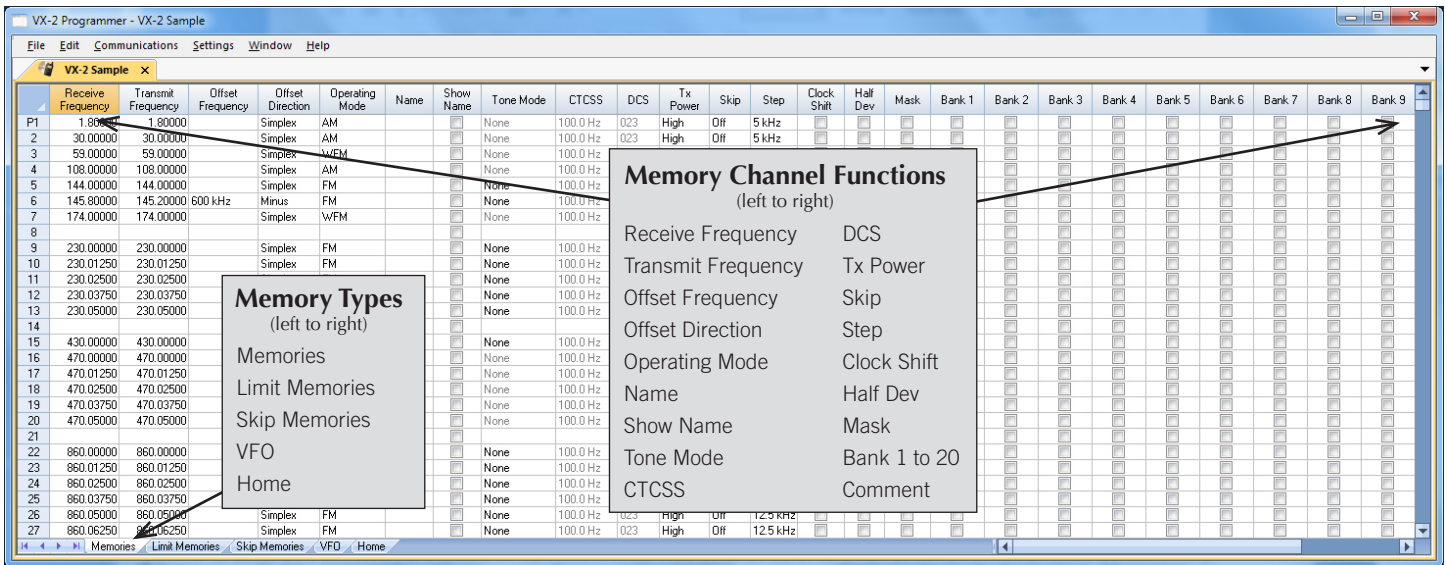 VX-2 Programmer - VX-2 Sample
File Edit Communications Settings Window Help
VX-2 Sample
Receive Frequency Transmit Frequency Offset Frequency Offset Direction Operating Mode Name Show Name Tone Mode CTCSS DCS Tx Power Skip Step Clock Shift Half Dev Mask Bank 1 Bank 2 Bank 3 Bank 4 Bank 5 Bank 6 Bank 7 Bank 8 Bank 9
P1 1.80000 1.80000 Simplex AM None 100.0 Hz 023 High Off 5 kHz
2 30.00000 30.00000 Simplex AM None 100.0 Hz 023 High Off 5 kHz
3 59.00000 59.00000 Simplex WFM None 100.0 Hz
4 108.00000 108.00000 Simplex AM None 100.0 Hz
5 144.00000 144.00000 Simplex FM None 100.0 Hz
6 145.80000 145.20000 600 kHz Minus FM None 100.0 Hz
7 174.00000 174.00000 Simplex WFM None 100.0 Hz
8
9 230.00000 230.00000 Simplex FM None 100.0 Hz
10 230.01250 230.01250 Simplex FM None 100.0 Hz
11 230.02500 230.02500 None 100.0 Hz
12 230.03750 230.03750 None 100.0 Hz
13 230.05000 230.05000 None 100.0 Hz
14
15 430.00000 430.00000 None 100.0 Hz
16 470.00000 470.00000 None 100.0 Hz
17 470.01250 470.01250 None 100.0 Hz
18 470.02500 470.02500 None 100.0 Hz
19 470.03750 470.03750 None 100.0 Hz
20 470.05000 470.05000 None 100.0 Hz
21
22 860.00000 860.00000 None 100.0 Hz
23 860.01250 860.01250 None 100.0 Hz
24 860.02500 860.02500 None 100.0 Hz
25 860.03750 860.03750 None 100.0 Hz
26 860.05000 860.05000 Simplex FM None 100.0 Hz 023 High Off 12.5 kHz
27 860.06250 860.06250 Simplex FM None 100.0 Hz 023 High Off 12.5 kHz
Memories Limit Memories Skip Memories VFO Home
Memory Types
(left to right)
Memories
Limit Memories
Skip Memories
VFO
Home
Memory Channel Functions
(left to right)
Receive Frequency
Transmit Frequency
Offset Frequency
Offset Direction
Operating Mode
Name
Show Name
Tone Mode
CTCSS
DCS
Tx Power
Skip
Step
Clock Shift
Half Dev
Mask
Bank 1 to 20
Comment